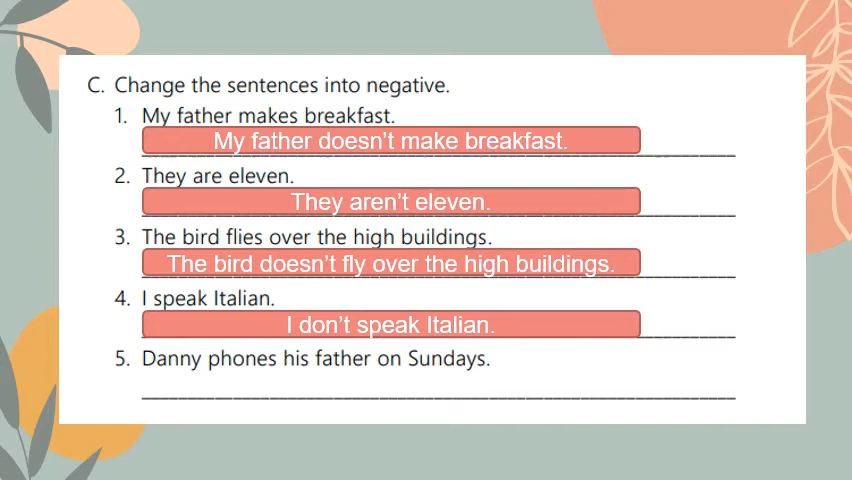 C. Change the sentences into negative.
1. My father makes breakfast.
My father doesn't make breakfast.
2. They are eleven.
They aren't eleven.
3. The bird flies over the high buildings.
The bird doesn't fly over the high buildings.
4. I speak Italian.
I don't speak Italian.
5. Danny phones his father on Sundays.